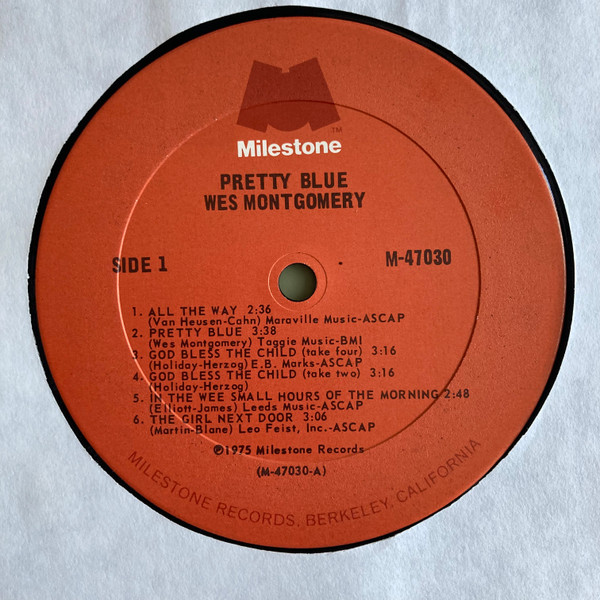 TM
Milestone
PRETTY BLUE
WES MONTGOMERY
SIDE 1
M-47030
1. ALL THE WAY 2:36
(Van Heusen-Cahn) Maraville Music-ASCAP
2. PRETTY BLUE 3:38
(Wes Montgomery) Taggie Music-BMI
3. GOD BLESS THE CHILD (take four) 3:16
(Holiday-Herzog) E.B. Marks-ASCAP
4. GOD BLESS THE CHILD (take two) 3:16
(Holiday-Herzog)
5. IN THE WEE SMALL HOURS OF THE MORNING 2:48
(Elliott-James) Leeds Music-ASCAP
6. THE GIRL NEXT DOOR 3:06
(Martin-Blane) Leo Feist, Inc.-ASCAP
℗1975 Milestone Records
(M-47030-A)
MILESTONE RECORDS, BERKELEY, CALIFORNIA